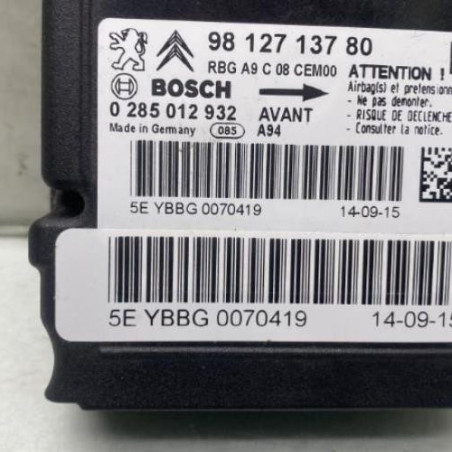 98 127 137 80
RBG A9 C 08 CEM00
ATTENTION !
BOSCH
Airbag(s) et pretension
- Ne pas demonter.
0 285 012 932 AVANT
- RISQUE DE DECLENCHE
Made in Germany 085 A94
- Consulter la notice.
5E YBBG 0070419 14-09-15
5E YBBG 0070419 14-09-15